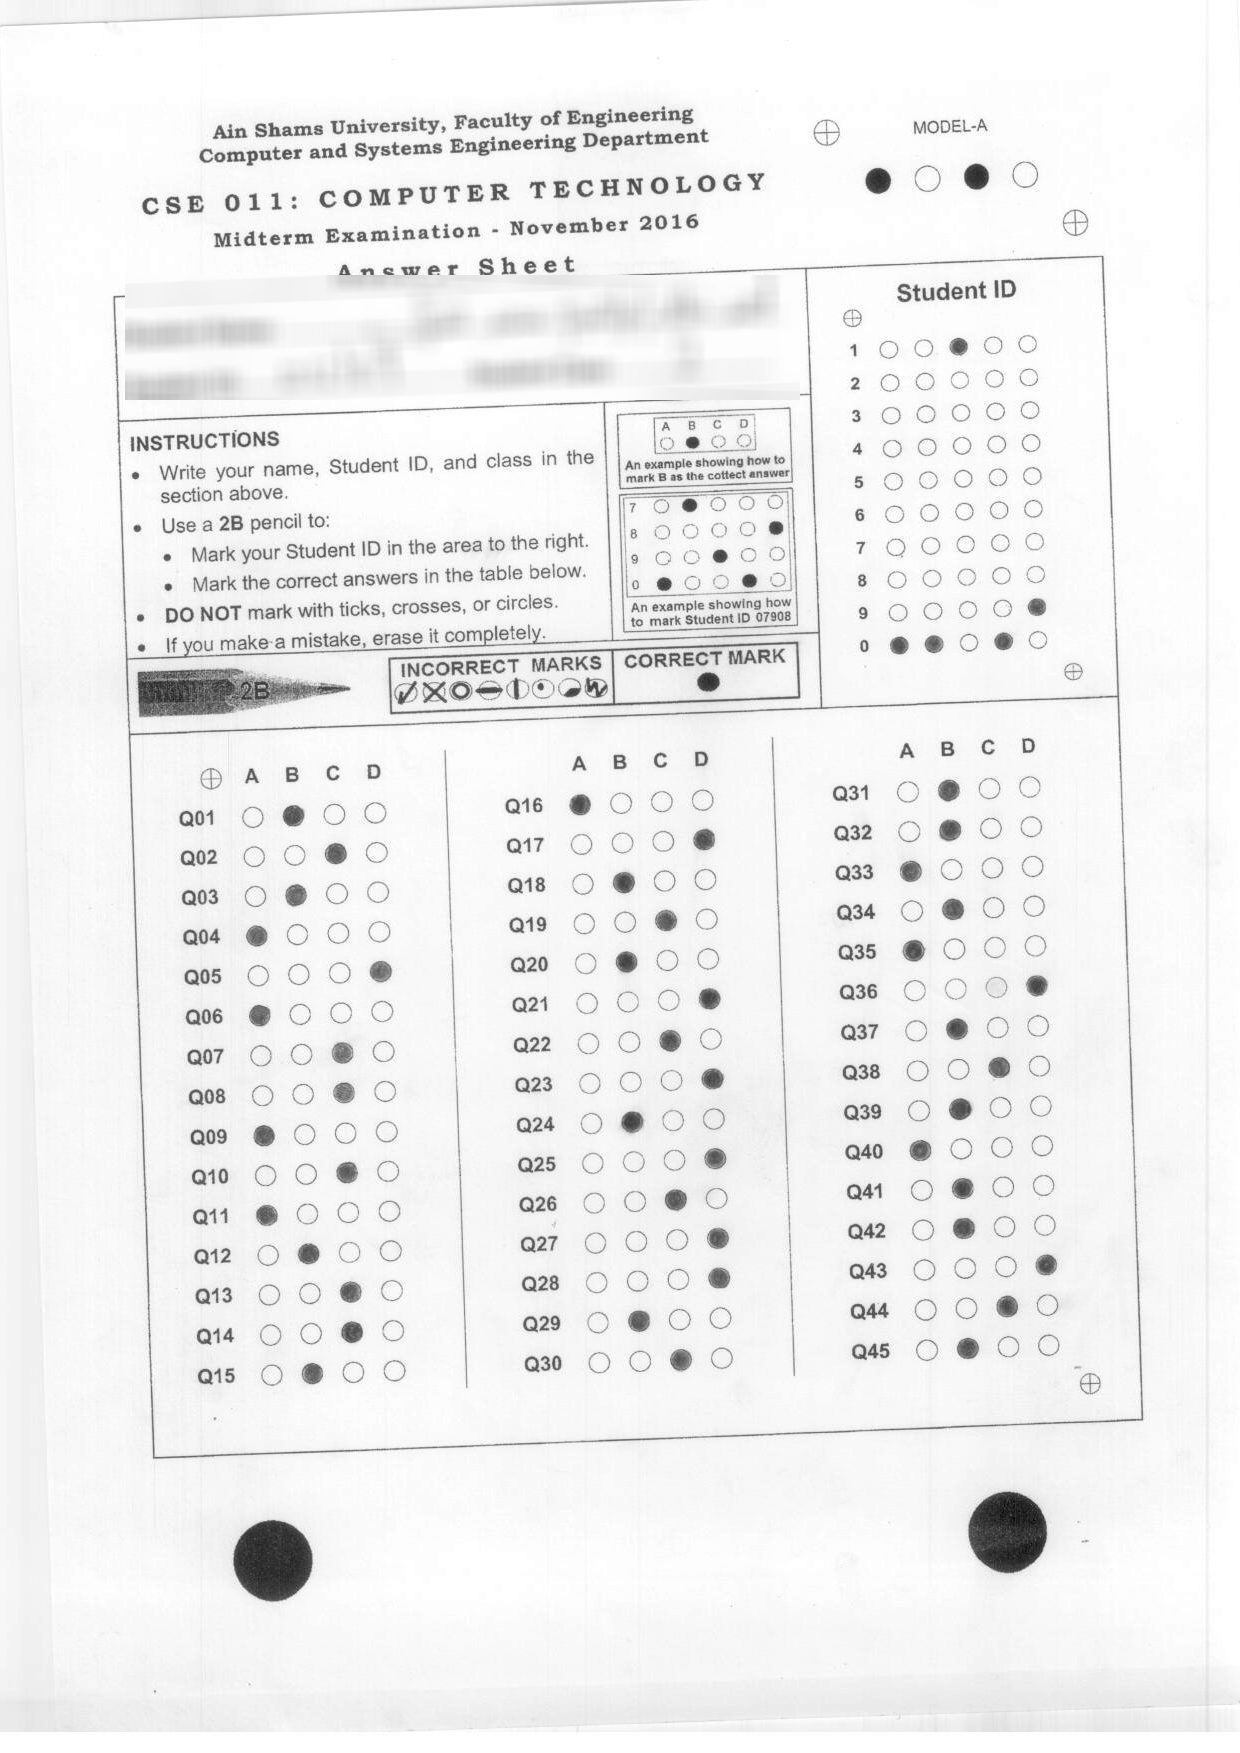 Ain Shams University, Faculty of Engineering
Computer and Systems Engineering Department
MODEL-A
CSE 011: COMPUTER TECHNOLOGY
Midterm Examination - November 2016
Answer Sheet
Student ID
1
2
3
4
5
6
7
8
9
0
INSTRUCTIONS
• Write your name, Student ID, and class in the
section above.
• Use a 2B pencil to:
• Mark your Student ID in the area to the right.
• Mark the correct answers in the table below.
• DO NOT mark with ticks, crosses, or circles.
• If you make a mistake, erase it completely.
A B C D
An example showing how to
mark B as the cottect answer
7
8
9
0
An example showing how
to mark Student ID 07908
2B
INCORRECT MARKS
CORRECT MARK
A B C D
Q01
Q02
Q03
Q04
Q05
Q06
Q07
Q08
Q09
Q10
Q11
Q12
Q13
Q14
Q15
A B C D
Q16
Q17
Q18
Q19
Q20
Q21
Q22
Q23
Q24
Q25
Q26
Q27
Q28
Q29
Q30
A B C D
Q31
Q32
Q33
Q34
Q35
Q36
Q37
Q38
Q39
Q40
Q41
Q42
Q43
Q44
Q45